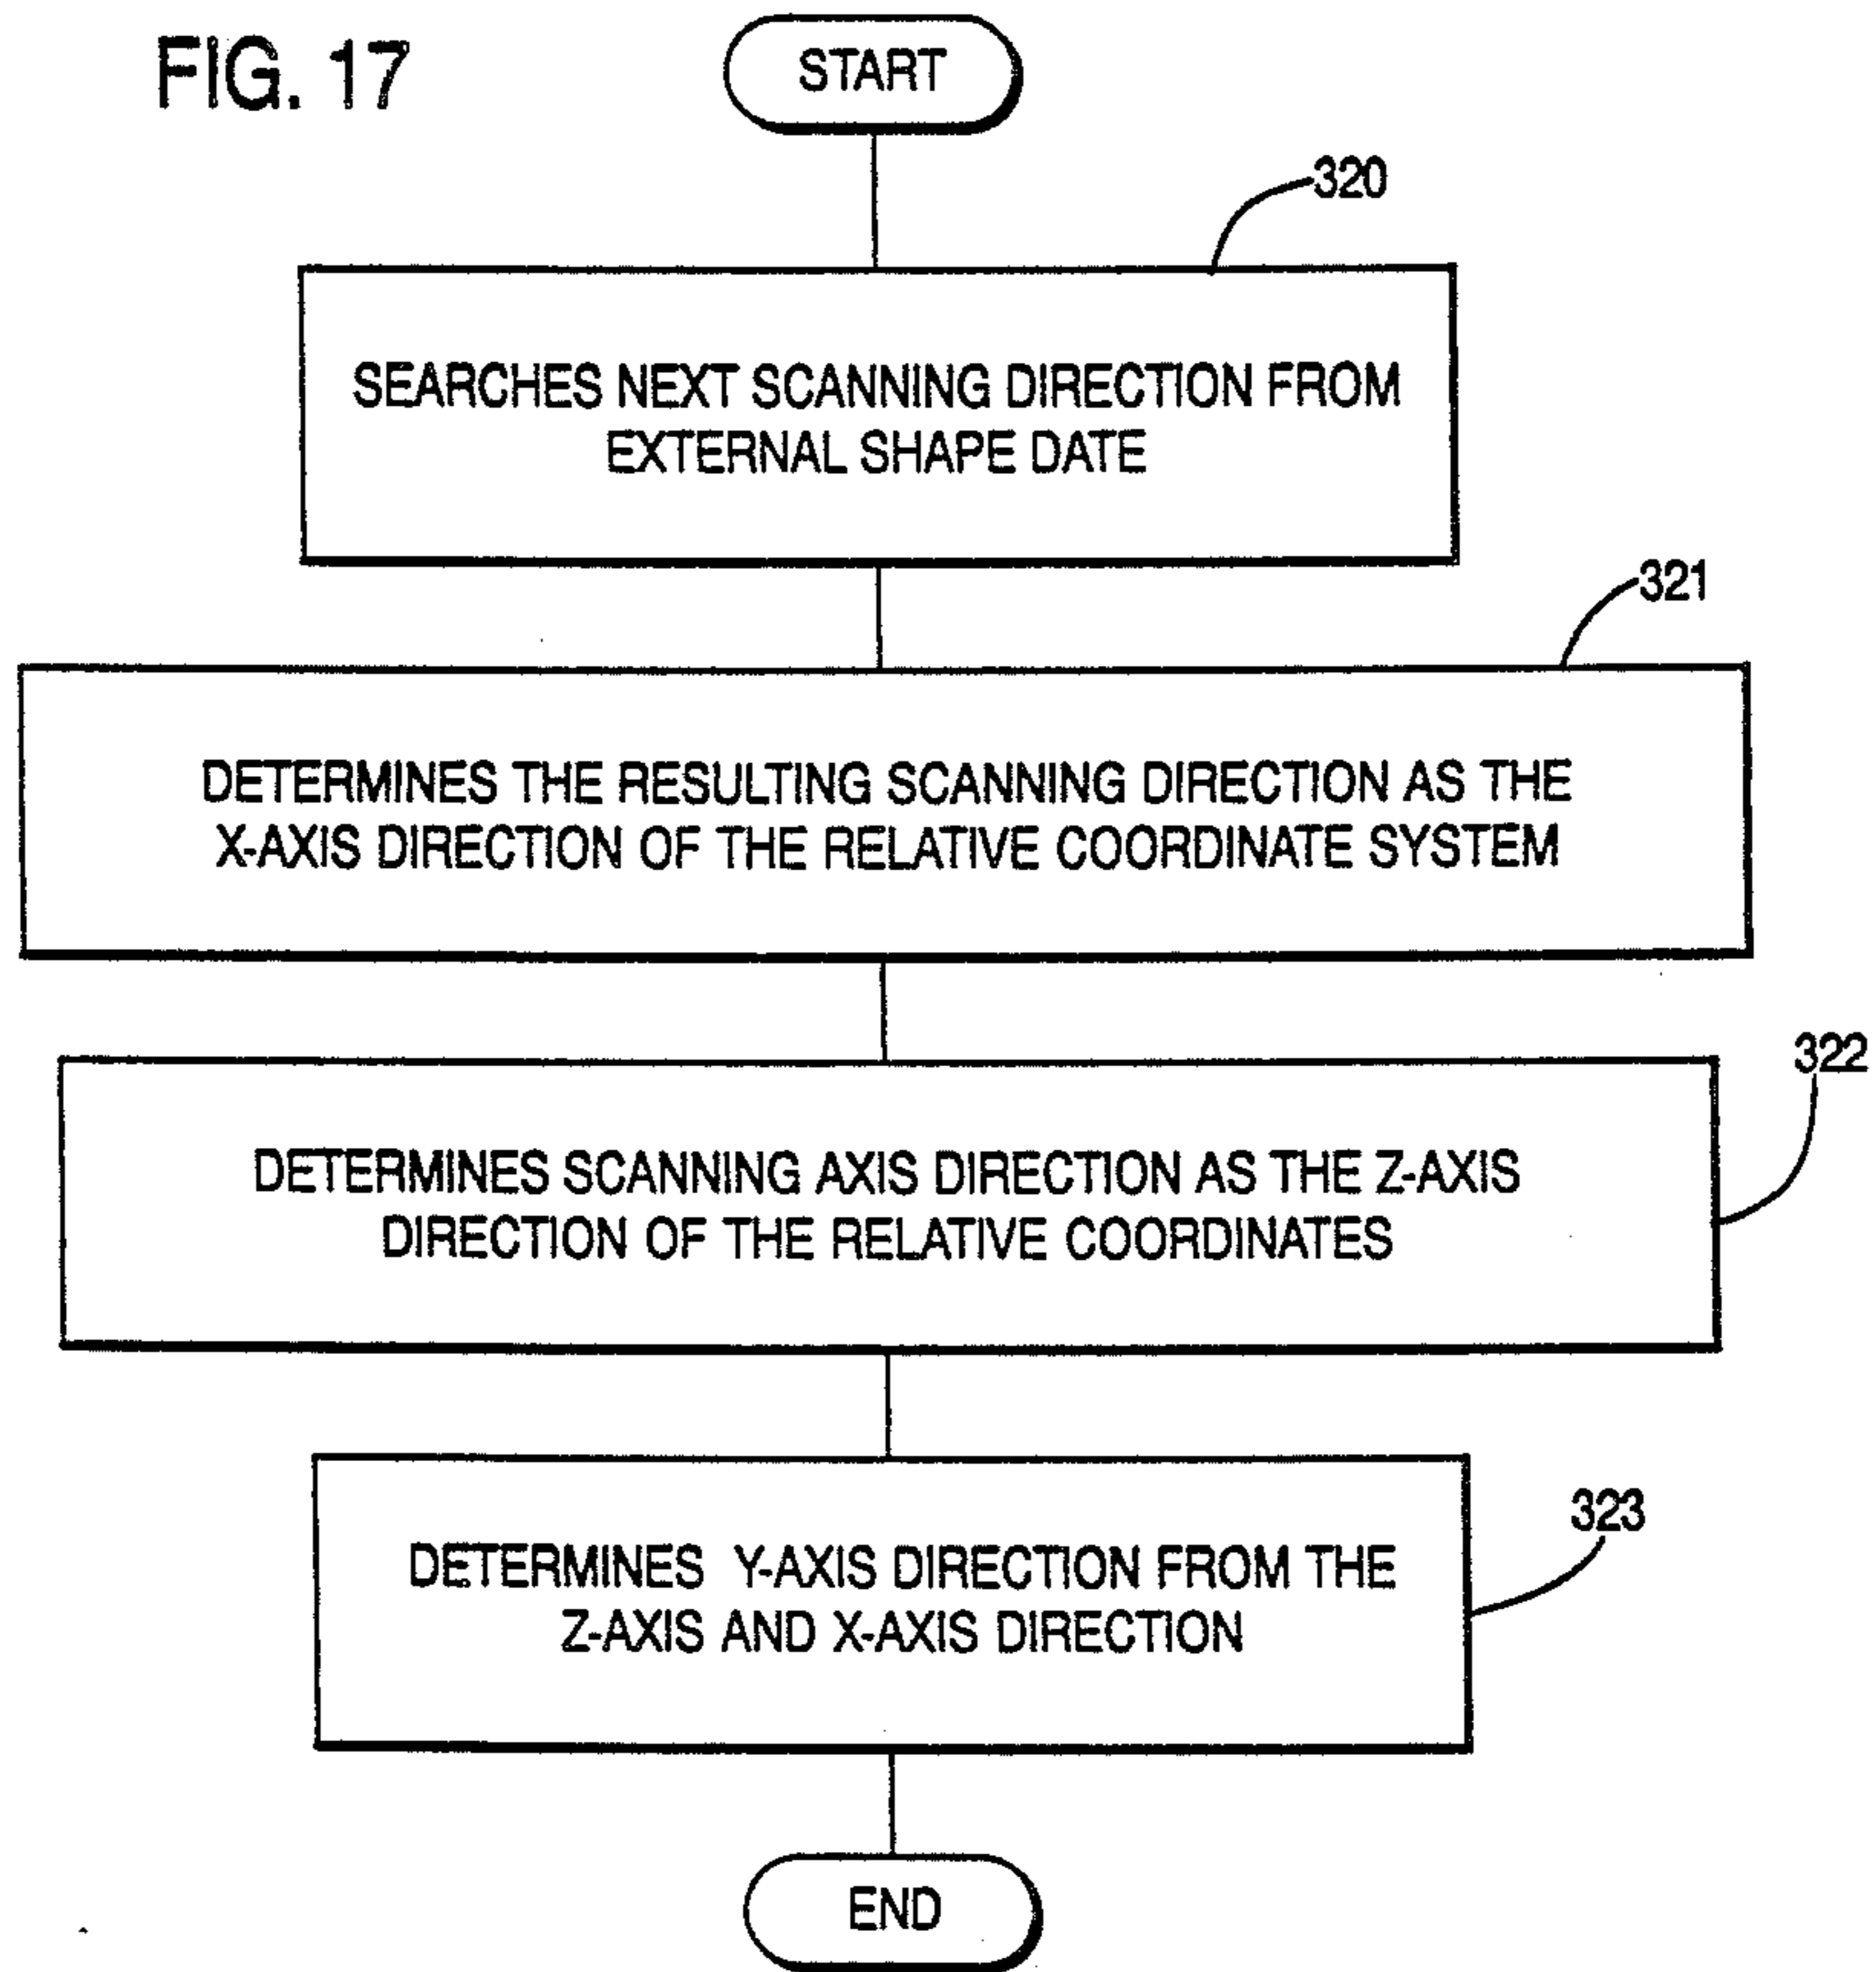 FIG. 17
START
320
SEARCHES NEXT SCANNING DIRECTION FROM
EXTERNAL SHAPE DATE
321
DETERMINES THE RESULTING SCANNING DIRECTION AS THE
X-AXIS DIRECTION OF THE RELATIVE COORDINATE SYSTEM
322
DETERMINES SCANNING AXIS DIRECTION AS THE Z-AXIS
DIRECTION OF THE RELATIVE COORDINATES
323
DETERMINES Y-AXIS DIRECTION FROM THE
Z-AXIS AND X-AXIS DIRECTION
END